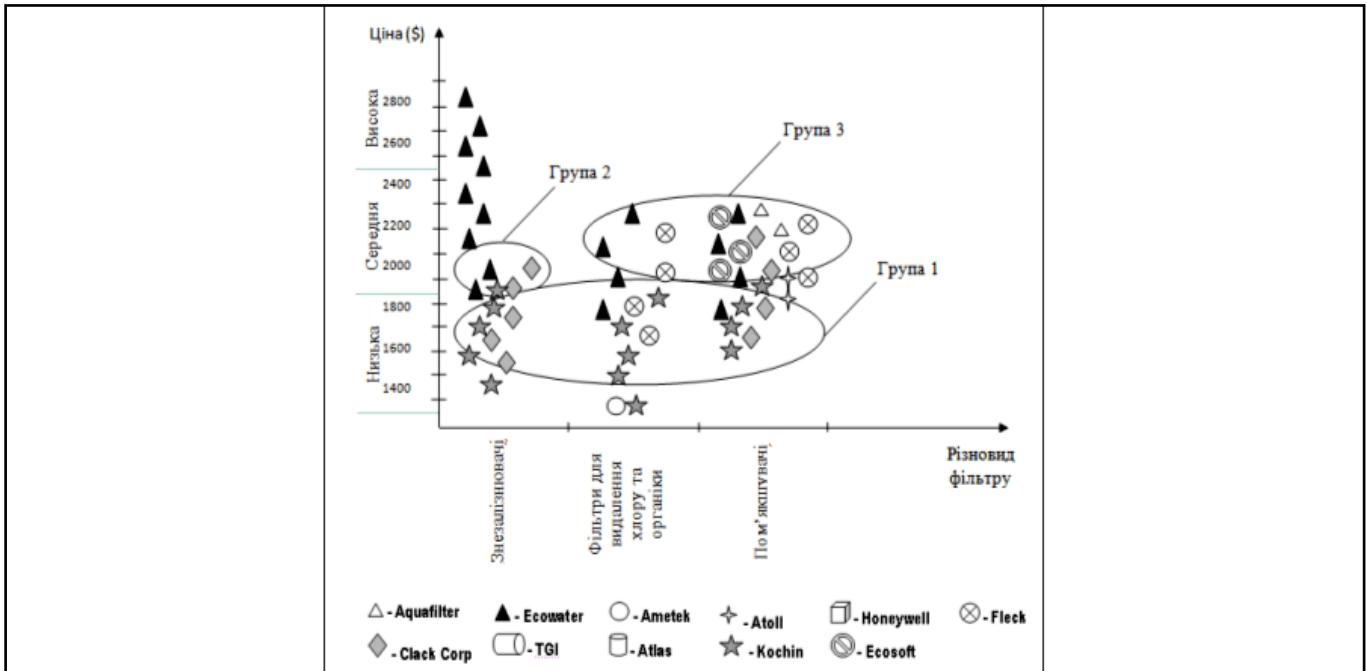 Ціна ($)
Висока
2800
2600
Середня
2400
2200
2000
Низька
1800
1600
1400
Група 3
Група 2
Група 1
Знезалізнювачі
Фільтри для
видалення
хлору та
органіки
Пом’якшувачі
Різновид
фільтру
- Aquafilter
- Ecowater
- Ametek
- Atoll
- Honeywell
- Fleck
- Clack Corp
- TGI
- Atlas
- Kochin
- Ecosoft